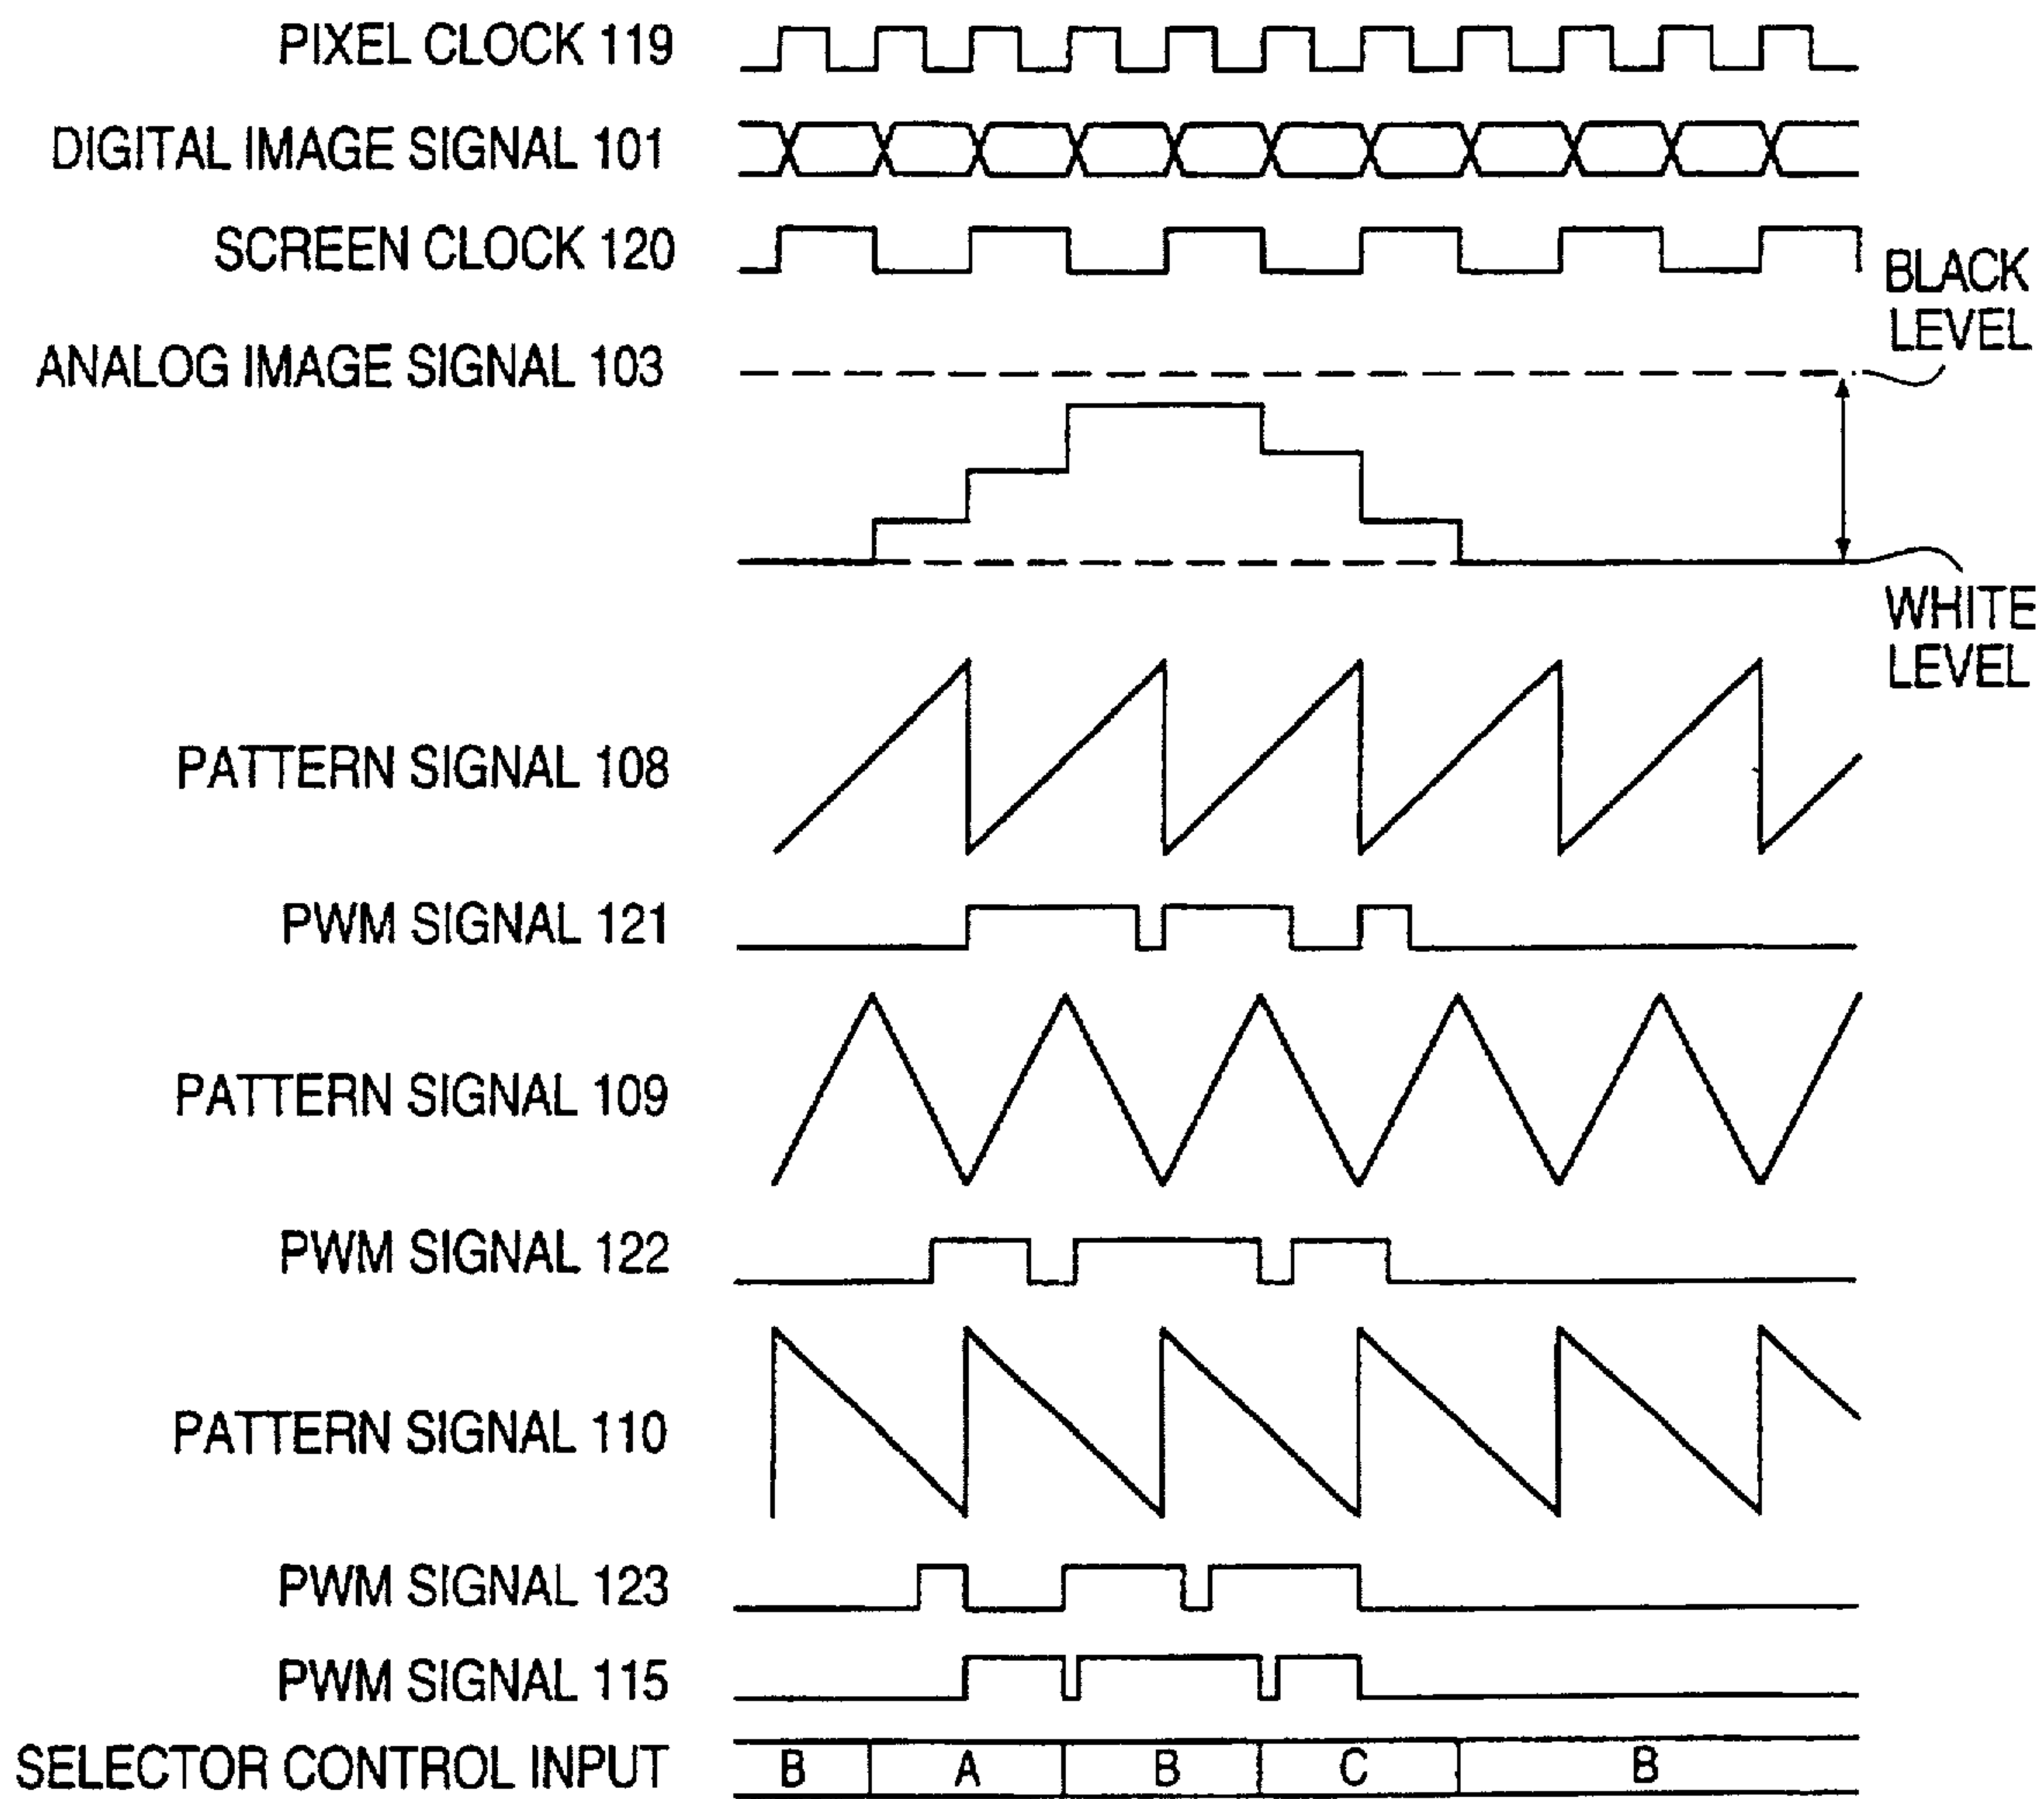 PIXEL CLOCK 119
DIGITAL IMAGE SIGNAL 101
SCREEN CLOCK 120
BLACK
LEVEL
ANALOG IMAGE SIGNAL 103
WHITE
LEVEL
PATTERN SIGNAL 108
PWM SIGNAL 121
PATTERN SIGNAL 109
PWM SIGNAL 122
PATTERN SIGNAL 110
PWM SIGNAL 123
PWM SIGNAL 115
SELECTOR CONTROL INPUT B A B C B